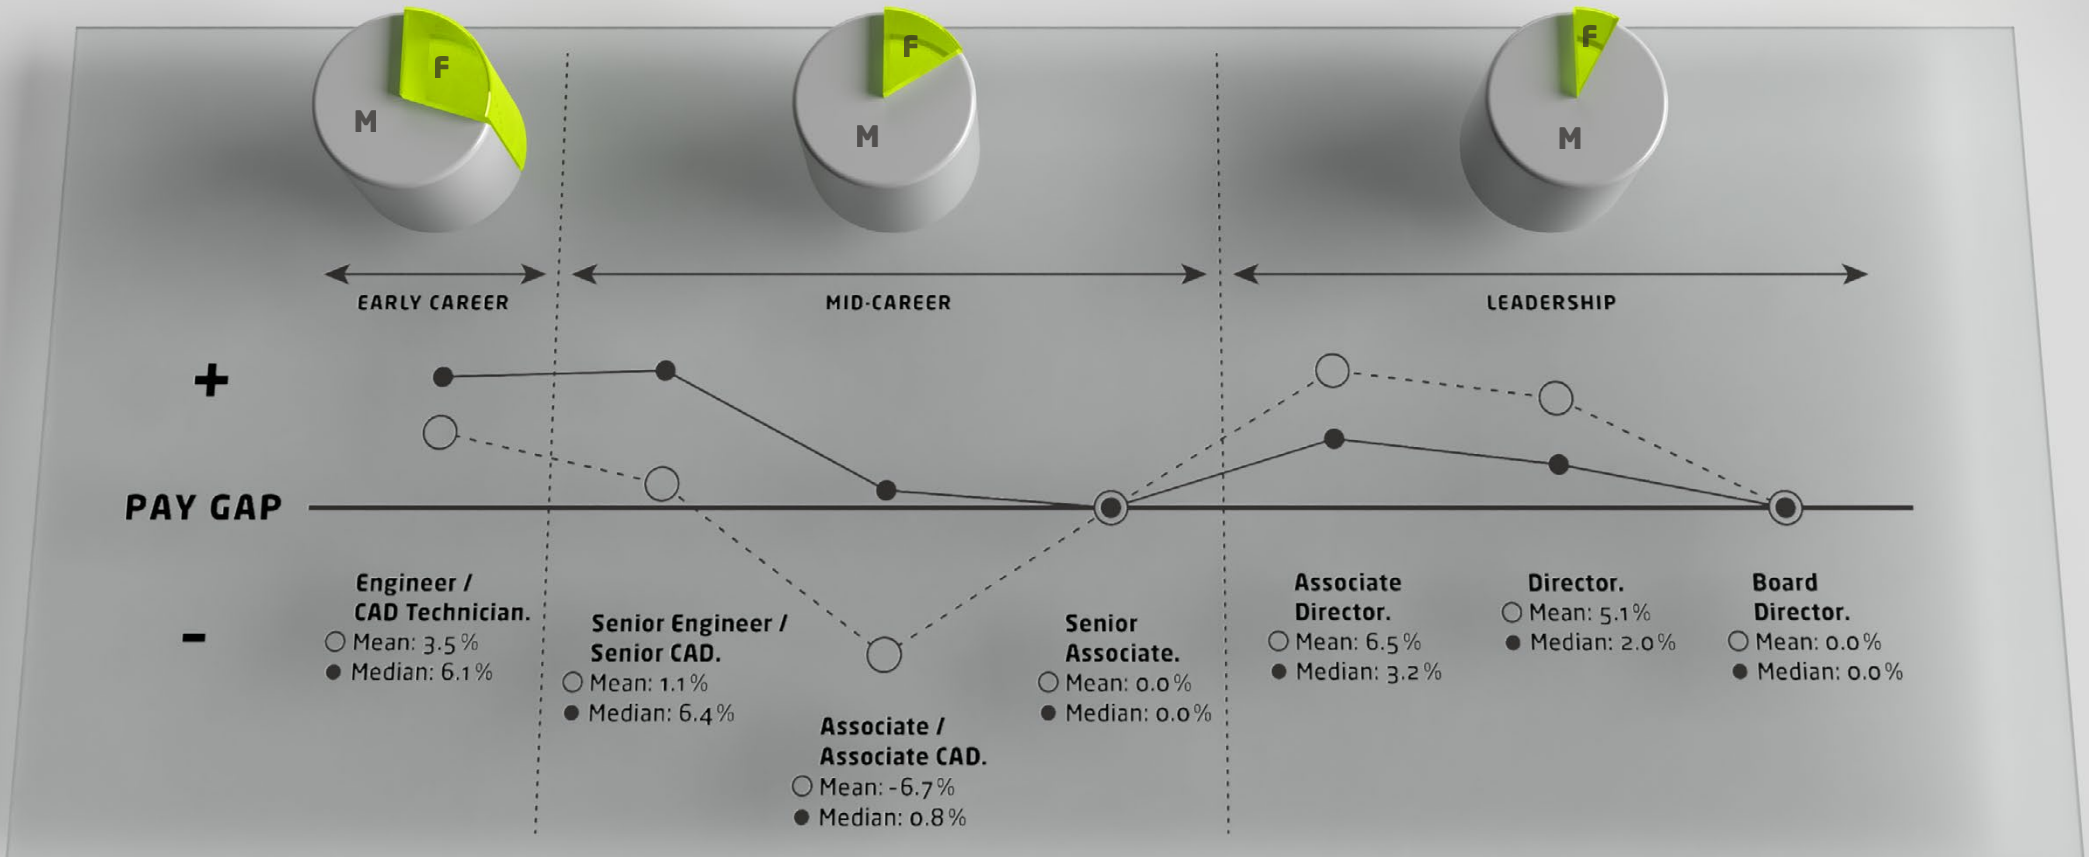 F
M
F
M
F
M
EARLY CAREER
MID-CAREER
LEADERSHIP
+
PAY GAP
-
Engineer /
CAD Technician.
Mean: 3.5%
Median: 6.1%
Senior Engineer /
Senior CAD.
Mean: 1.1%
Median: 6.4%
Associate /
Associate CAD.
Mean: -6.7%
Median: 0.8%
Senior
Associate.
Mean: 0.0%
Median: 0.0%
Associate
Director.
Mean: 6.5%
Median: 3.2%
Director.
Mean: 5.1%
Median: 2.0%
Board
Director.
Mean: 0.0%
Median: 0.0%